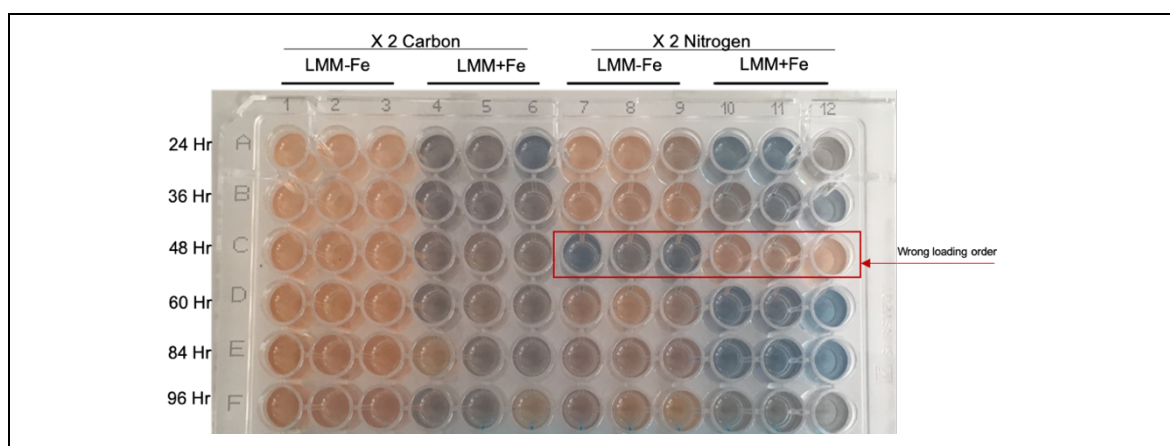 X 2 Carbon X 2 Nitrogen
LMM-Fe LMM+Fe LMM-Fe LMM+Fe
1 2 3 4 5 6 7 8 9 10 11 12
24 Hr A
36 Hr B
48 Hr C Wrong loading order
60 Hr D
84 Hr E
96 Hr F